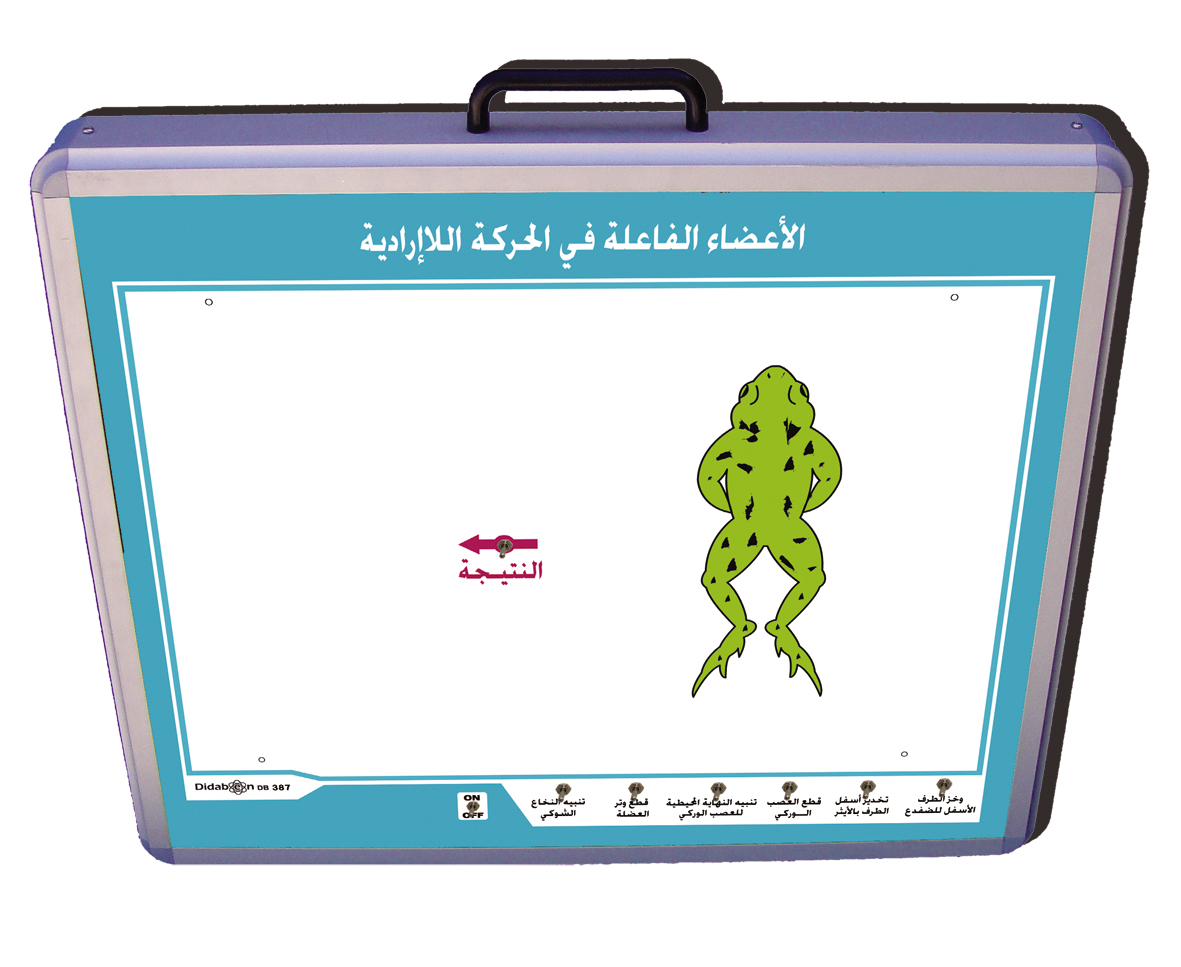 الأعضاء الفاعلة في الحركة اللاإرادية
النتيجة
وخز الطرف
الأسفل للضفدع
تخدير أسفل
الطرف بالأيثر
قطع العصب
الوركي
تنبيه النهاية المحيطية
للعصب الوركي
قطع وتر
العضلة
تنبيه النخاع
الشوكي
ON
OFF
Didabeen DB 387